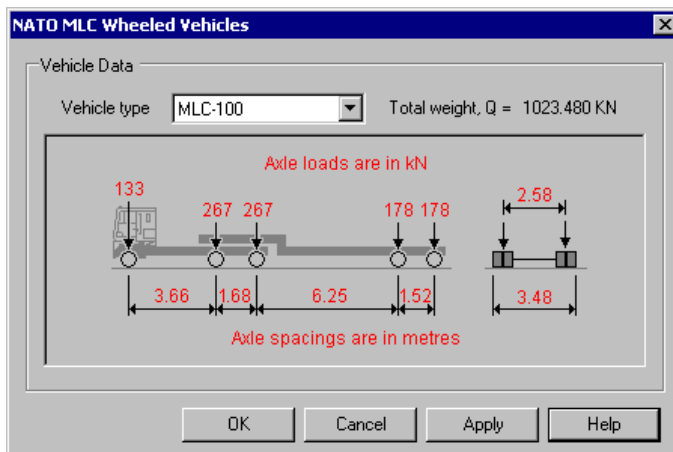 NATO MLC Wheeled Vehicles
Vehicle Data
Vehicle type MLC-100 Total weight, Q = 1023.480 KN
Axle loads are in kN
133
267 267 178 178
2.58
3.66 1.68 6.25 1.52 3.48
Axle spacings are in metres
OK Cancel Apply Help